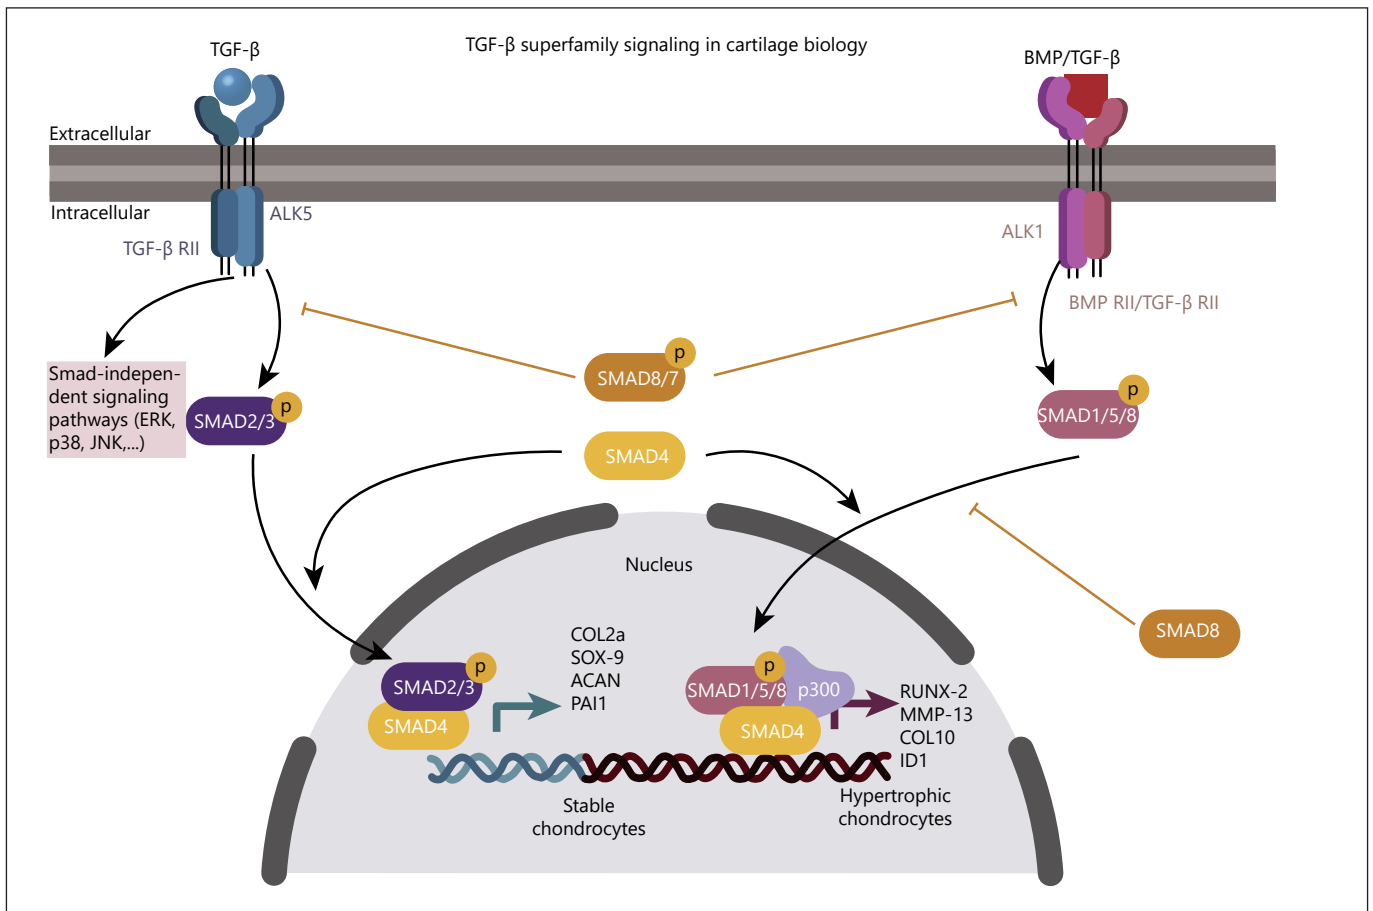 TGF-β superfamily signaling in cartilage biology
TGF-β
BMP/TGF-β
Extracellular
Intracellular
ALK5
TGF-β RII
ALK1
BMP RII/TGF-β RII
Smad-indepen-
dent signaling
pathways (ERK,
p38, JNK,...)
p
SMAD2/3
p
SMAD8/7
p
SMAD1/5/8
SMAD4
Nucleus
SMAD8
COL2a
SOX-9
ACAN
PAI1
p
SMAD2/3
SMAD4
p
SMAD1/5/8
p300
SMAD4
RUNX-2
MMP-13
COL10
ID1
Stable
chondrocytes
Hypertrophic
chondrocytes